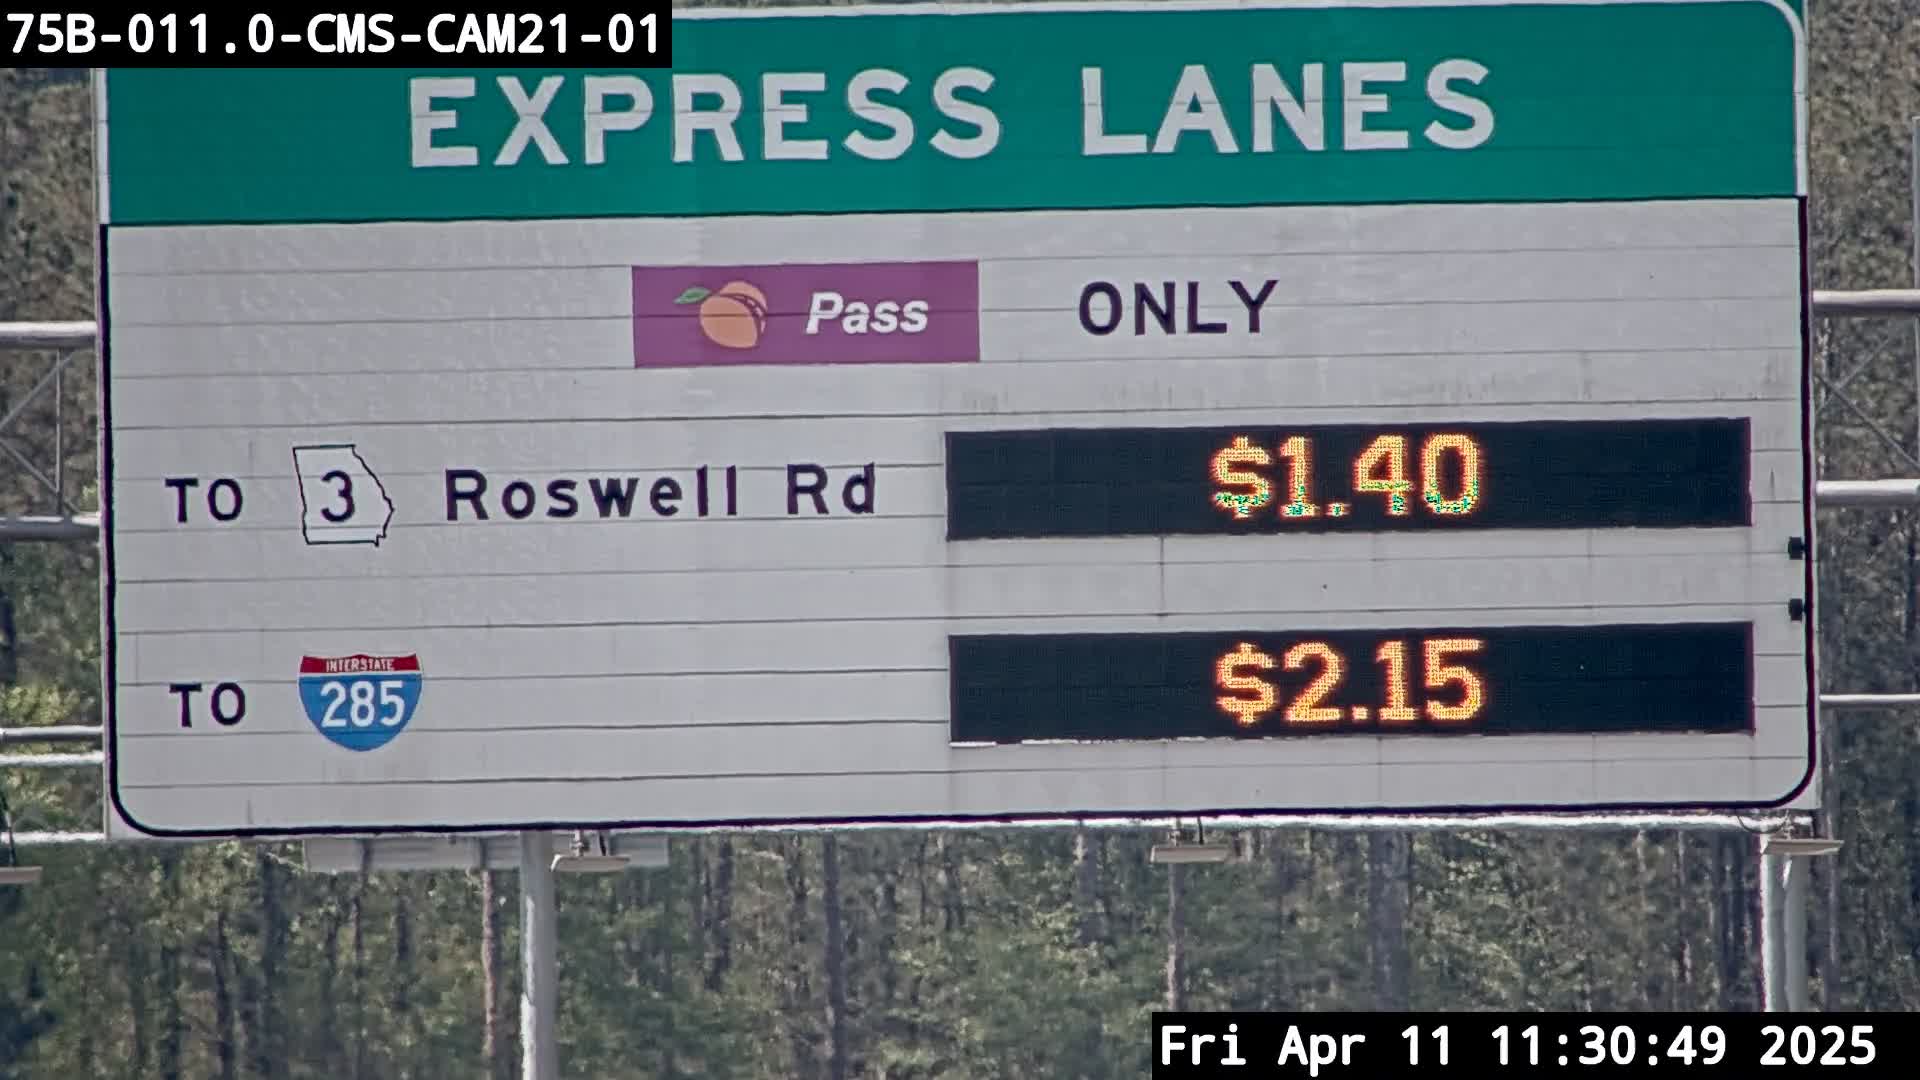 75B-011.0-CMS-CAM21-01
EXPRESS LANES
Pass ONLY
TO 3 Roswell Rd $1.40
INTERSTATE
TO 285 $2.15
Fri Apr 11 11:30:49 2025